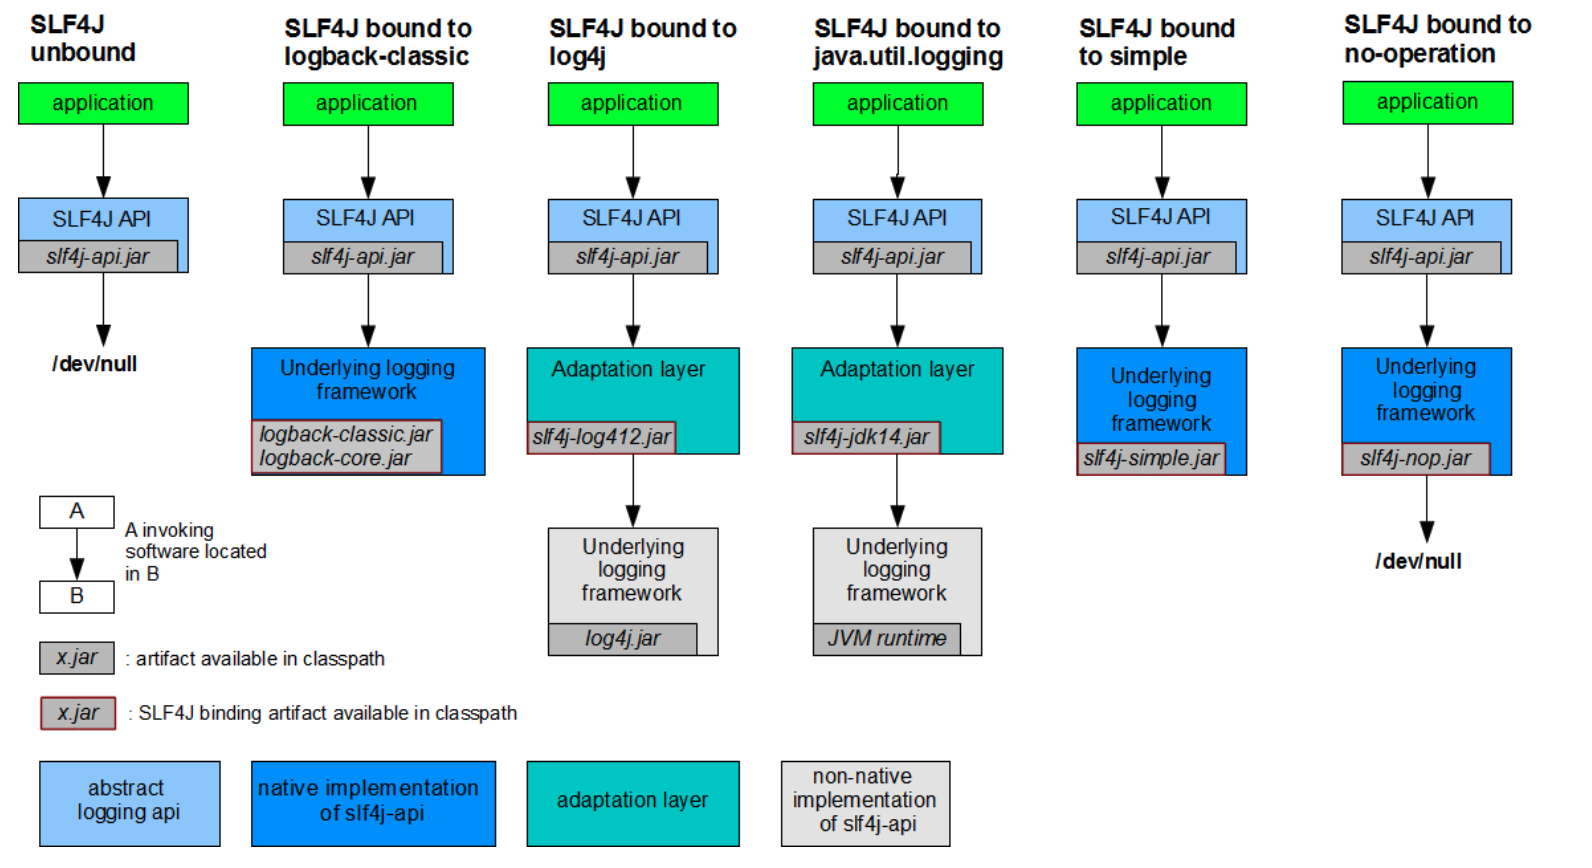 SLF4J
unbound
SLF4J bound to
logback-classic
SLF4J bound to
log4j
SLF4J bound to
java.util.logging
SLF4J bound
to simple
SLF4J bound to
no-operation
application
application
application
application
application
application
SLF4J API
slf4j-api.jar
SLF4J API
slf4j-api.jar
SLF4J API
slf4j-api.jar
SLF4J API
slf4j-api.jar
SLF4J API
slf4j-api.jar
SLF4J API
slf4j-api.jar
/dev/null
Underlying logging
framework
logback-classic.jar
logback-core.jar
Adaptation layer
slf4j-log412.jar
Adaptation layer
slf4j-jdk14.jar
Underlying
logging
framework
slf4j-simple.jar
Underlying
logging
framework
slf4j-nop.jar
Underlying
logging
framework
log4j.jar
Underlying
logging
framework
JVM runtime
/dev/null
A
A invoking
software located
in B
B
x.jar : artifact available in classpath
x.jar : SLF4J binding artifact available in classpath
abstract
logging api
native implementation
of slf4j-api
adaptation layer
non-native
implementation
of slf4j-api